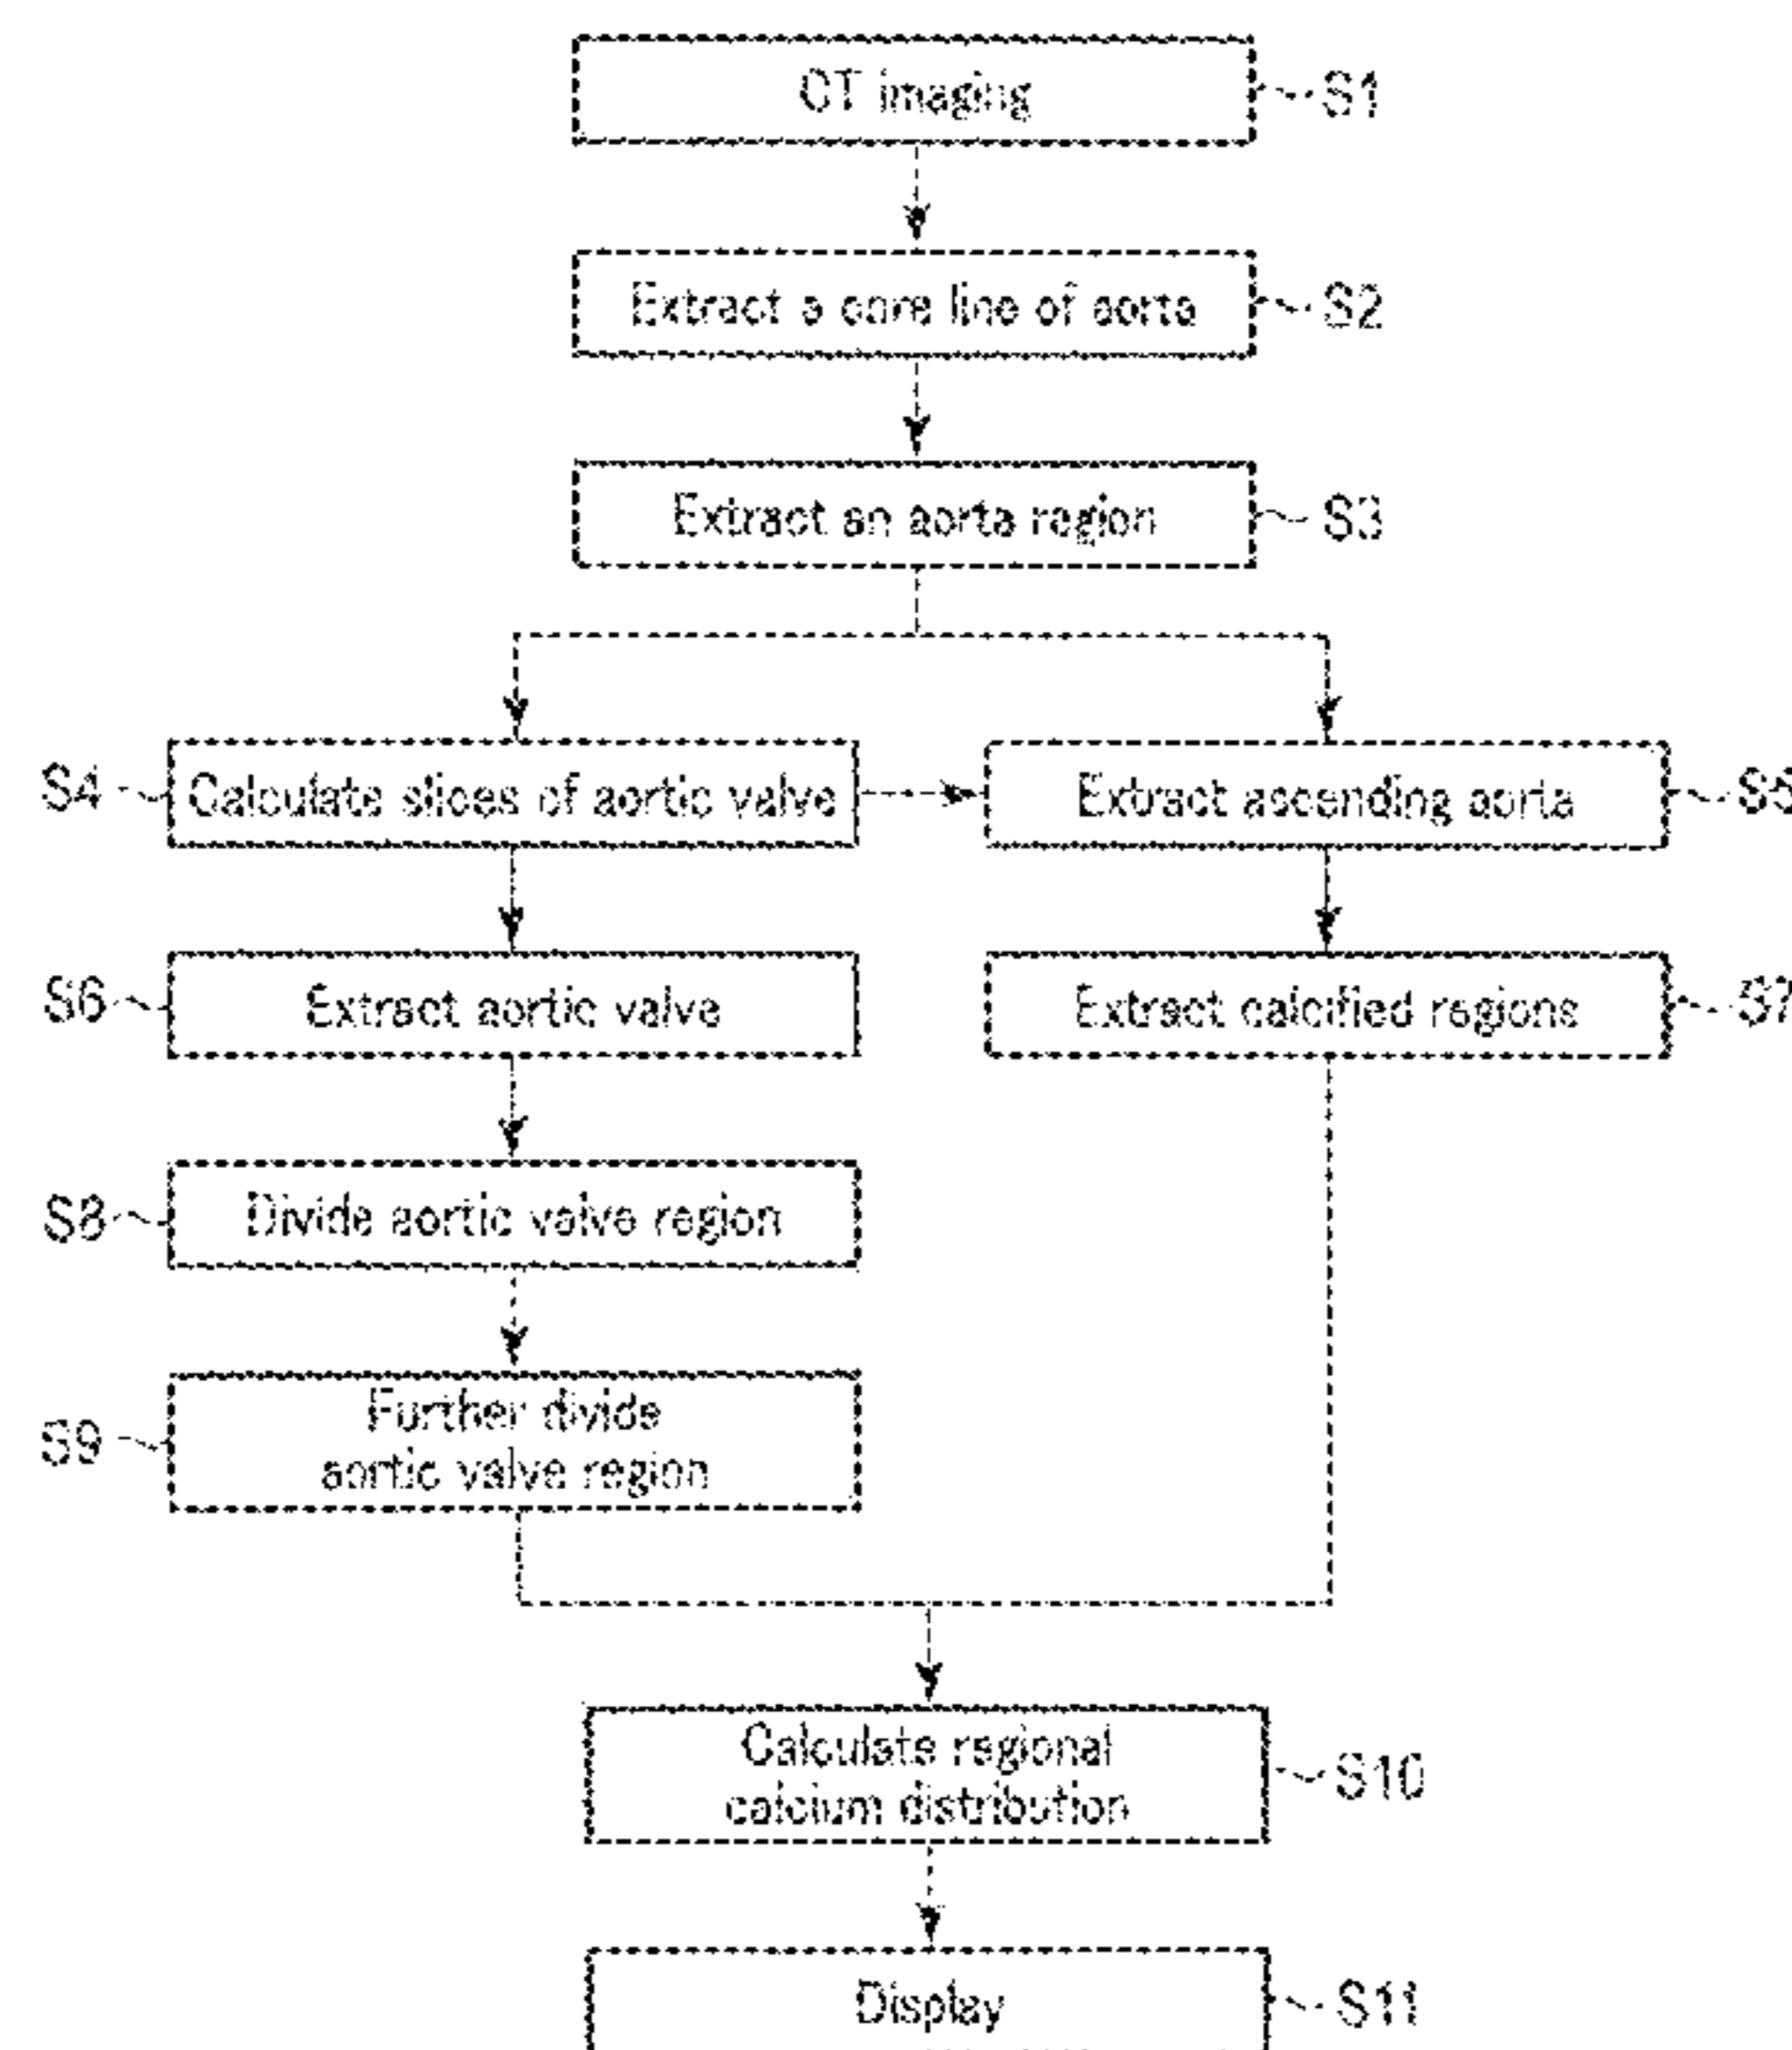 CT imaging
S1
Extract a core line of aorta
S2
Extract an aorta region
S3
S4
Calculate slices of aortic valve
Extract ascending aorta
S5
S6
Extract aortic valve
Extract calcified regions
S7
S8
Divide aortic valve region
S9
Further divide
aortic valve region
Calculate regional
calcium distribution
S10
Display
S11